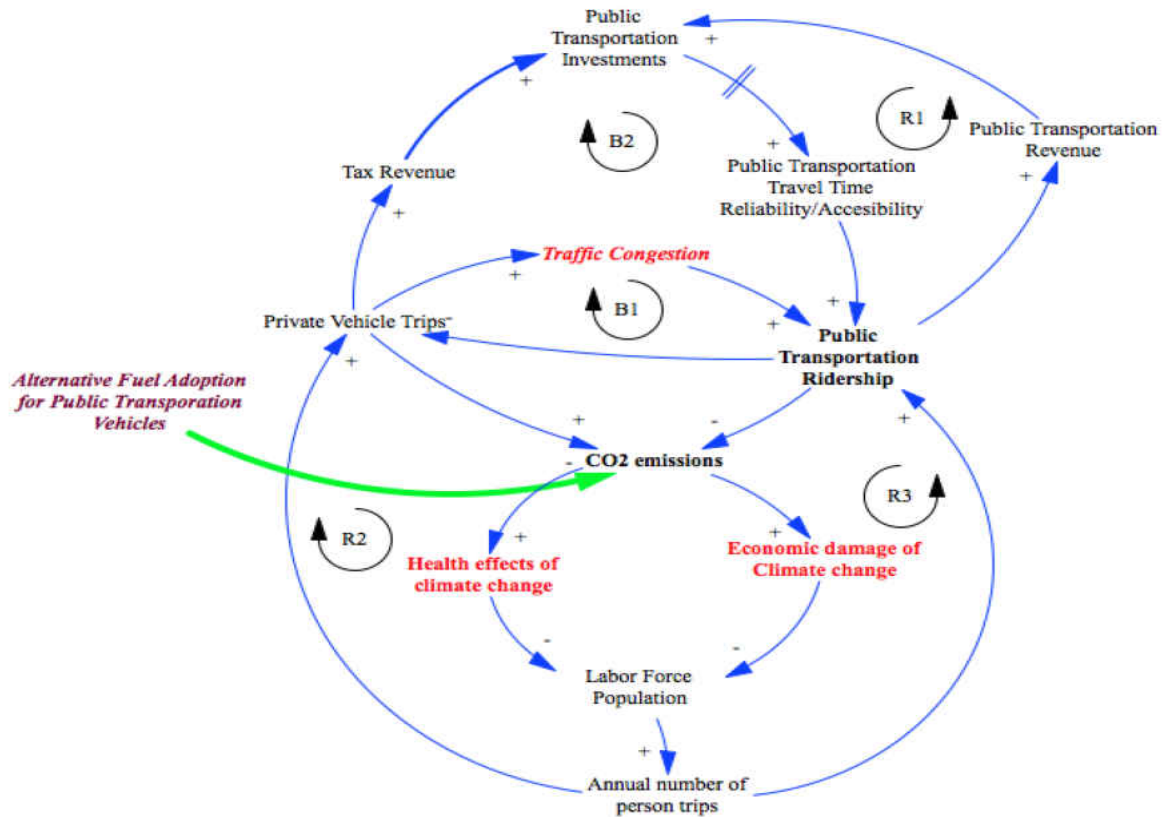 Public
Transportation
Investments
+
+
R1
Public Transportation
Revenue
+
B2
+
Public Transportation
Travel Time
Reliability/Accesibility
Tax Revenue
+
Traffic Congestion
+
B1
+
+
Private Vehicle Trips-
+
Public
Transportation
Ridership
+
Alternative Fuel Adoption
for Public Transporation
Vehicles
+
-
- CO2 emissions
R3
R2
+
+
Health effects of
climate change
Economic damage of
Climate change
-
-
Labor Force
Population
+
Annual number of
person trips